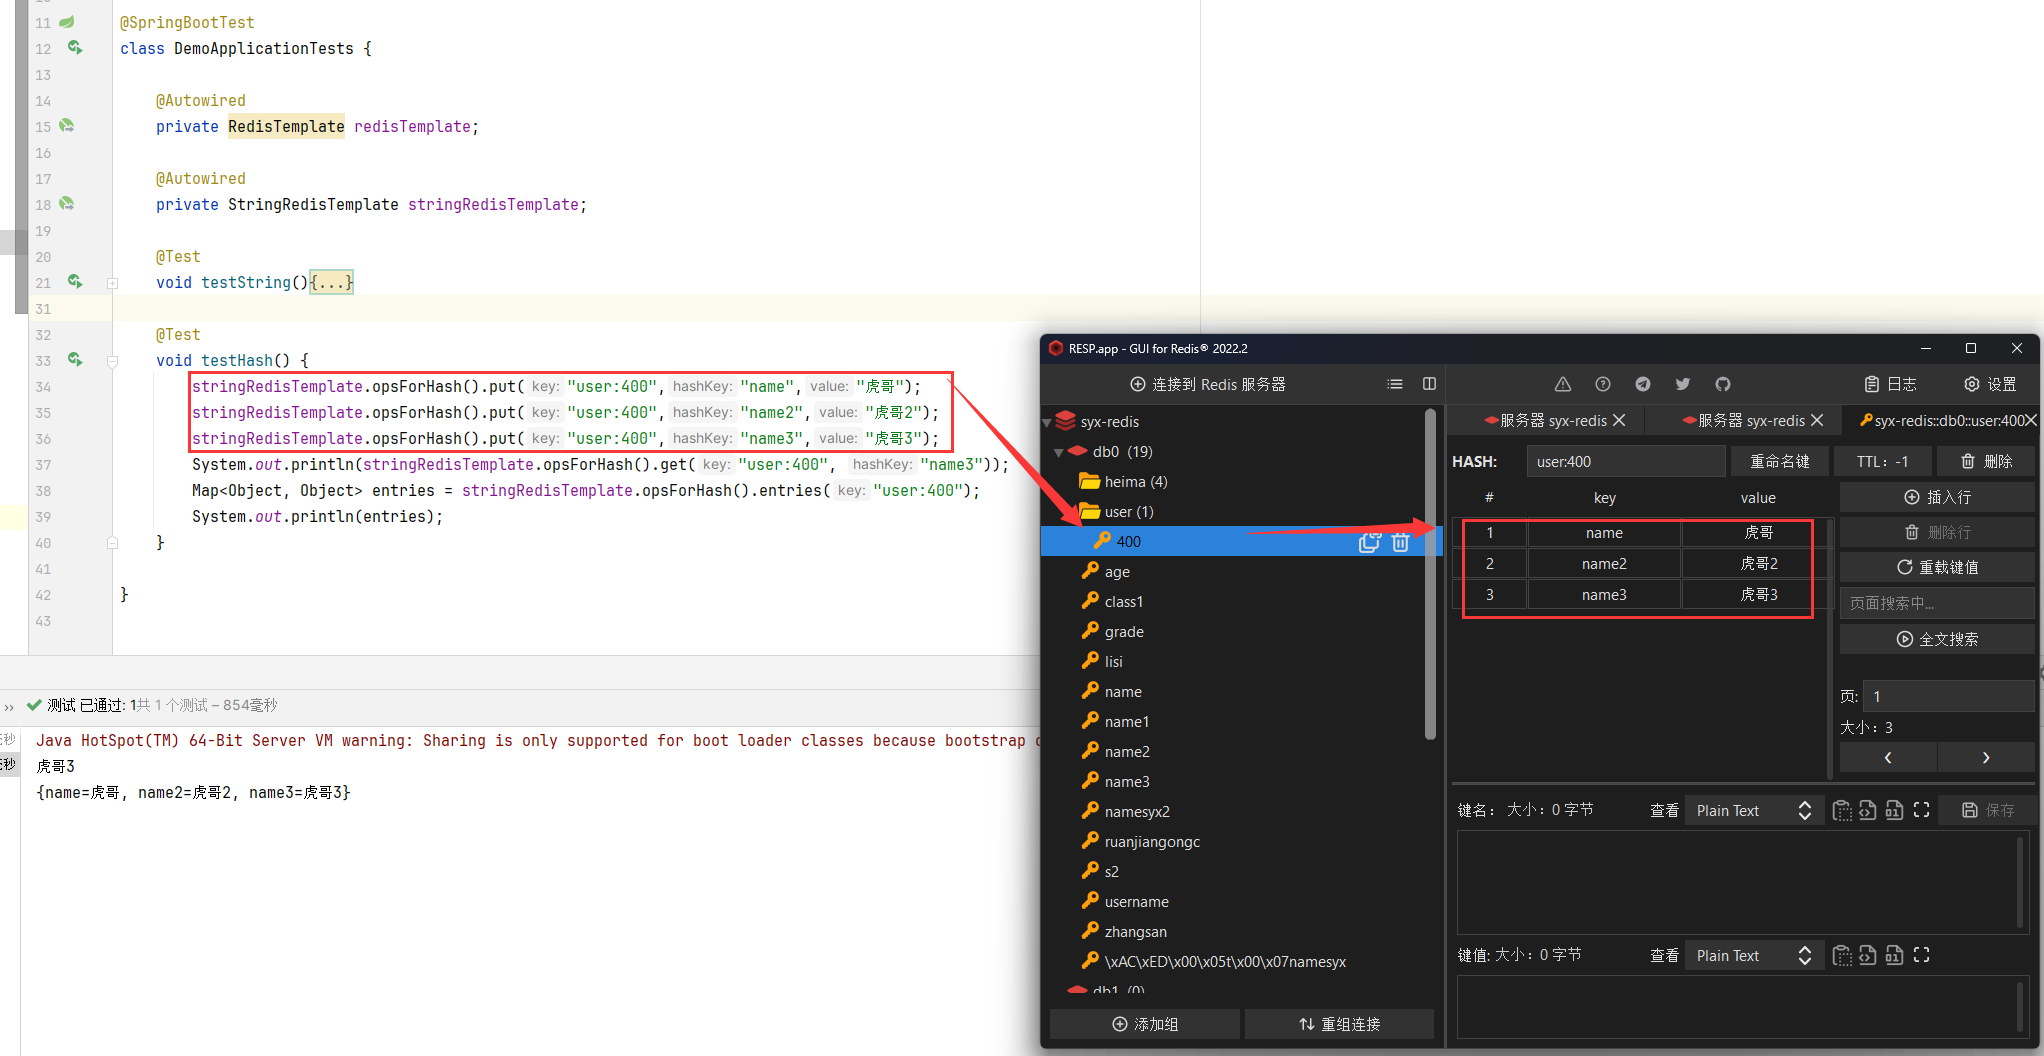 11
@SpringBootTest
12
class DemoApplicationTests {
13
14
@Autowired
15
private RedisTemplate redisTemplate;
16
17
@Autowired
18
private StringRedisTemplate stringRedisTemplate;
19
20
@Test
21
void testString(){...}
31
32
@Test
33
void testHash() {
34
stringRedisTemplate.opsForHash().put( key: "user:400", hashKey: "name", value: "虎哥");
35
stringRedisTemplate.opsForHash().put( key: "user:400", hashKey: "name2", value: "虎哥2");
36
stringRedisTemplate.opsForHash().put( key: "user:400", hashKey: "name3", value: "虎哥3");
37
System.out.println(stringRedisTemplate.opsForHash().get( key: "user:400", hashKey: "name3"));
38
Map<Object, Object> entries = stringRedisTemplate.opsForHash().entries( key: "user:400");
39
System.out.println(entries);
40
}
41
42
}
43
测试 已通过: 1共 1 个测试 – 854毫秒
Java HotSpot(TM) 64-Bit Server VM warning: Sharing is only supported for boot loader classes because bootstrap
虎哥3
{name=虎哥, name2=虎哥2, name3=虎哥3}
RESP.app - GUI for Redis® 2022.2
连接到 Redis 服务器
日志
设置
syx-redis
db0 (19)
heima (4)
user (1)
400
age
class1
grade
lisi
name
name1
name2
name3
namesyx2
ruanjiangongc
s2
username
zhangsan
\xAC\xED\x00\x05t\x00\x07namesyx
db1 (0)
添加组
重组连接
服务器 syx-redis
服务器 syx-redis
syx-redis::db0::user:400
HASH:
user:400
重命名键
TTL: -1
删除
# key value
1 name 虎哥
2 name2 虎哥2
3 name3 虎哥3
插入行
删除行
重载键值
页面搜索中...
全文搜索
页: 1
大小: 3
键名: 大小: 0 字节
查看
Plain Text
保存
键值: 大小: 0 字节
查看
Plain Text